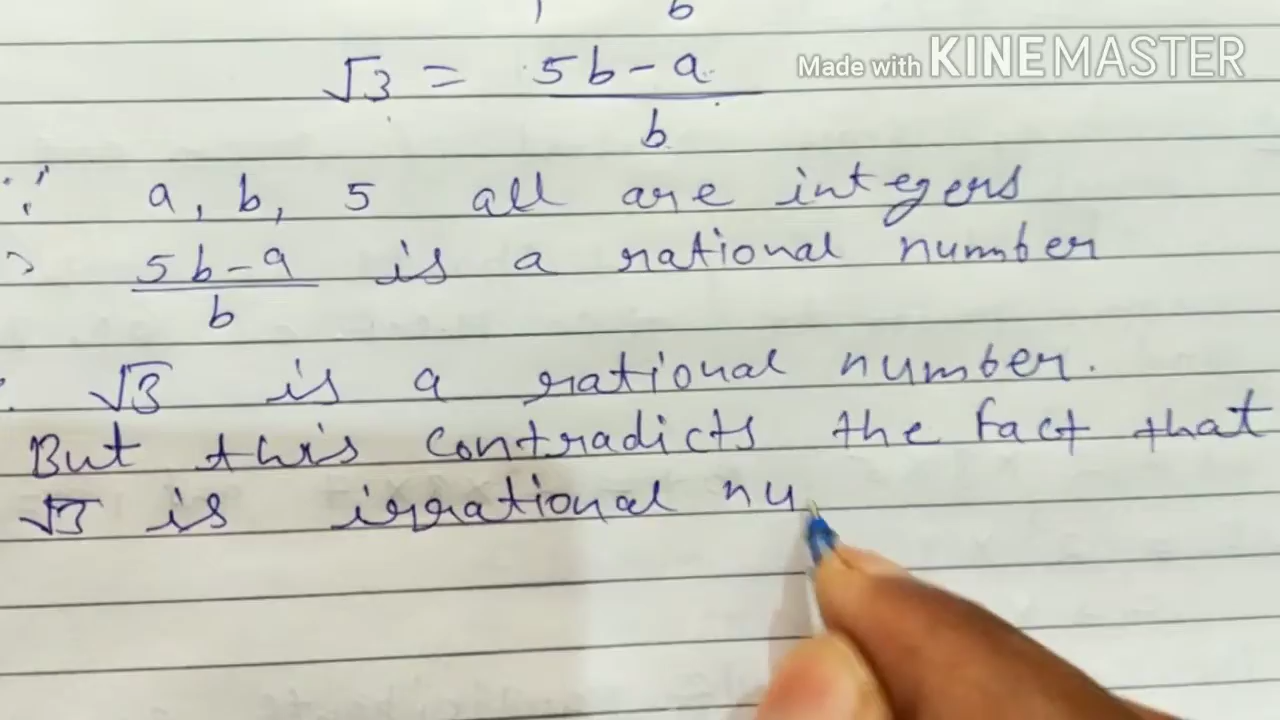 b
√3 = 5b-a
b
Made with KINEMASTER
∵ a, b, 5 all are integers
5b-a is a rational number
b
√3 is a rational number.
But this contradicts the fact that
√3 is irrational nu